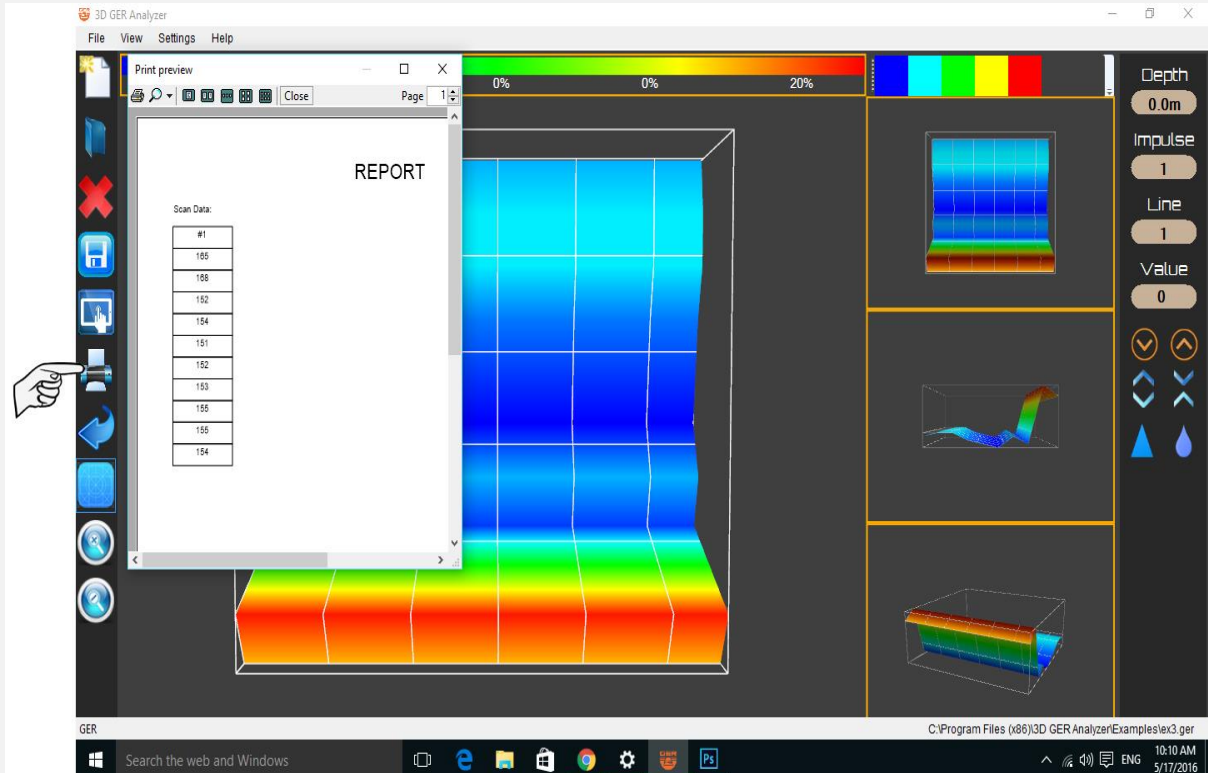 3D GER Analyzer
File View Settings Help
Print preview
Close Page 1
REPORT
Scan Data:
#1
165
168
152
154
151
152
153
155
155
154
0% 0% 20%
Depth
0.0m
Impulse
1
Line
1
Value
0
GER
C:\Program Files (x86)\3D GER Analyzer\Examples\ex3.ger
Search the web and Windows
Ps
ENG
10:10 AM
5/17/2016